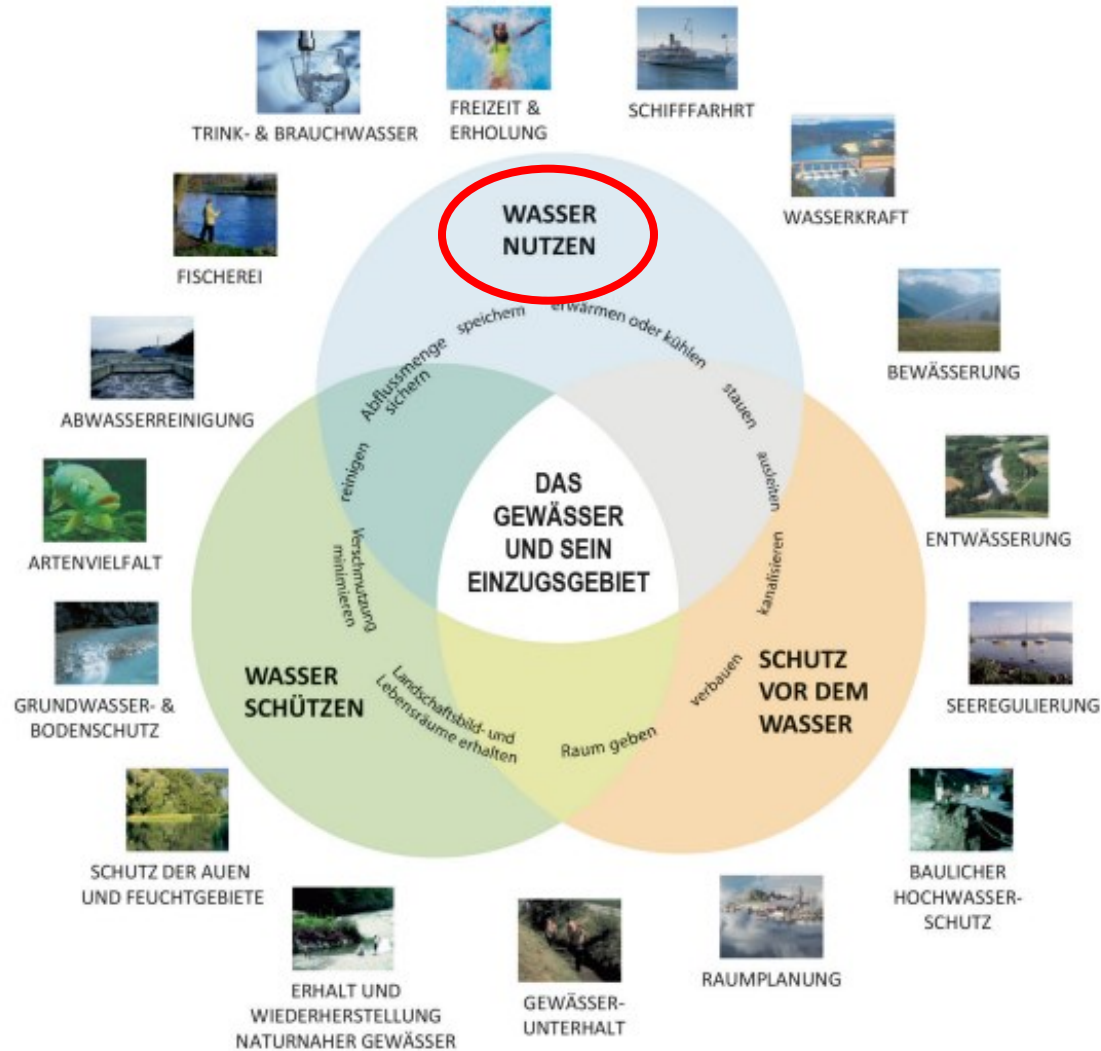 TRINK- & BRAUCHWASSER
FREIZEIT &
ERHOLUNG
SCHIFFFARHRT
WASSERKRAFT
FISCHEREI
BEWÄSSERUNG
ABWASSERREINIGUNG
ENTWÄSSERUNG
ARTENVIELFALT
SEEREGULIERUNG
GRUNDWASSER- &
BODENSCHUTZ
BAULICHER
HOCHWASSER-
SCHUTZ
SCHUTZ DER AUEN
UND FEUCHTGEBIETE
RAUMPLANUNG
ERHALT UND
WIEDERHERSTELLUNG
NATURNAHER GEWÄSSER
GEWÄSSER-
UNTERHALT
WASSER
NUTZEN
speichern
erwärmen oder kühlen
Abflussmenge
sichern
stauen
reinigen
ausleiten
Verschmutzung
minimieren
kanalisieren
DAS
GEWÄSSER
UND SEIN
EINZUGSGEBIET
WASSER
SCHÜTZEN
SCHUTZ
VOR DEM
WASSER
Landschaftsbild- und
Lebensräume erhalten
Raum geben
verbauen